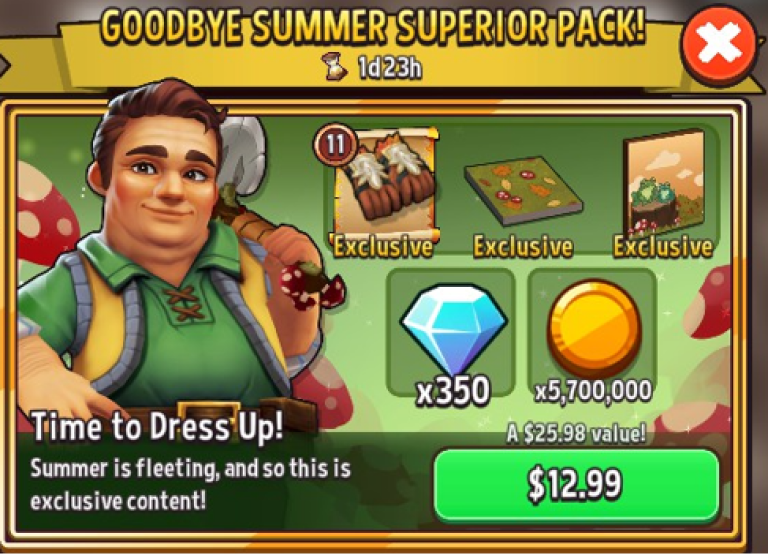 GOODBYE SUMMER SUPERIOR PACK!
1d 23h
11
Exclusive
Exclusive
Exclusive
x350
x5,700,000
Time to Dress Up!
Summer is fleeting, and so this is
exclusive content!
A $25.98 value!
$12.99